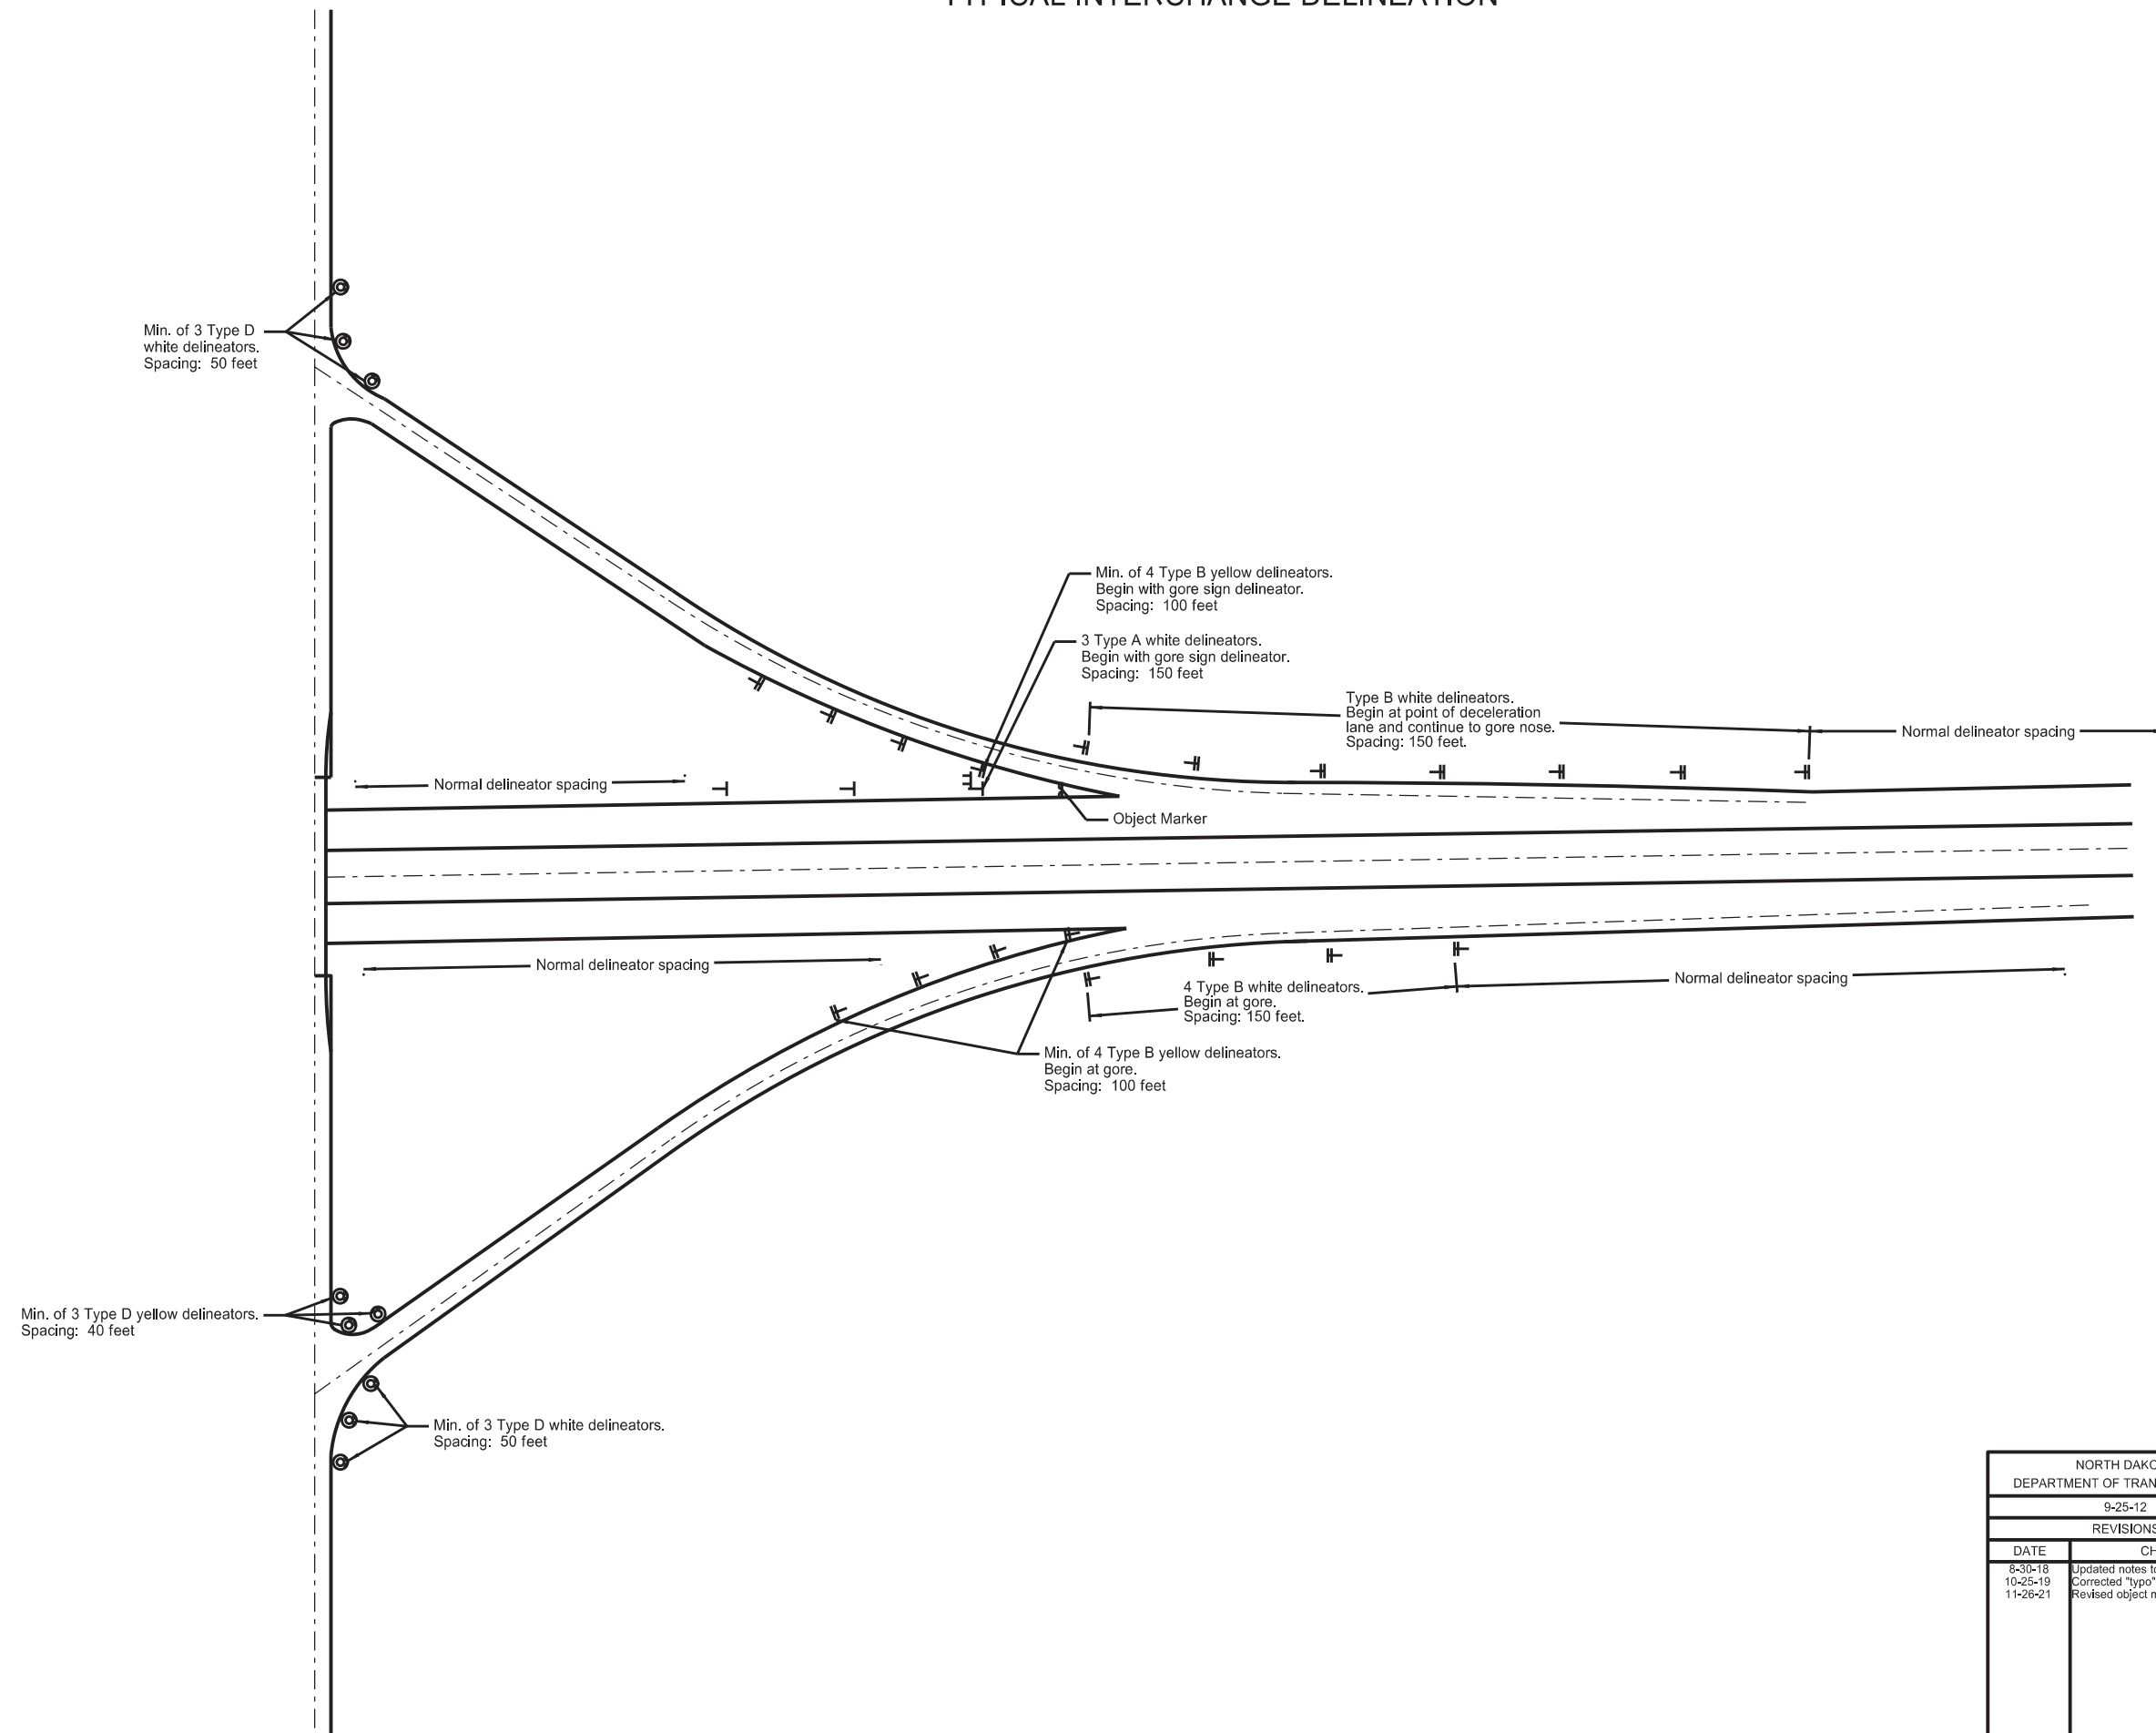 TYPICAL INTERCHANGE DELINEATION
Min. of 3 Type D
white delineators.
Spacing: 50 feet
Min. of 4 Type B yellow delineators.
Begin with gore sign delineator.
Spacing: 100 feet
3 Type A white delineators.
Begin with gore sign delineator.
Spacing: 150 feet
Type B white delineators.
Begin at point of deceleration
lane and continue to gore nose.
Spacing: 150 feet.
Normal delineator spacing
Normal delineator spacing
Object Marker
Normal delineator spacing
Normal delineator spacing
4 Type B white delineators.
Begin at gore.
Spacing: 150 feet.
Min. of 4 Type B yellow delineators.
Begin at gore.
Spacing: 100 feet
Min. of 3 Type D yellow delineators.
Spacing: 40 feet
Min. of 3 Type D white delineators.
Spacing: 50 feet
NORTH DAKO
DEPARTMENT OF TRAN
9-25-12
REVISIONS
DATE CH
8-30-18 Updated notes to
10-25-19 Corrected "typo"
11-26-21 Revised object m